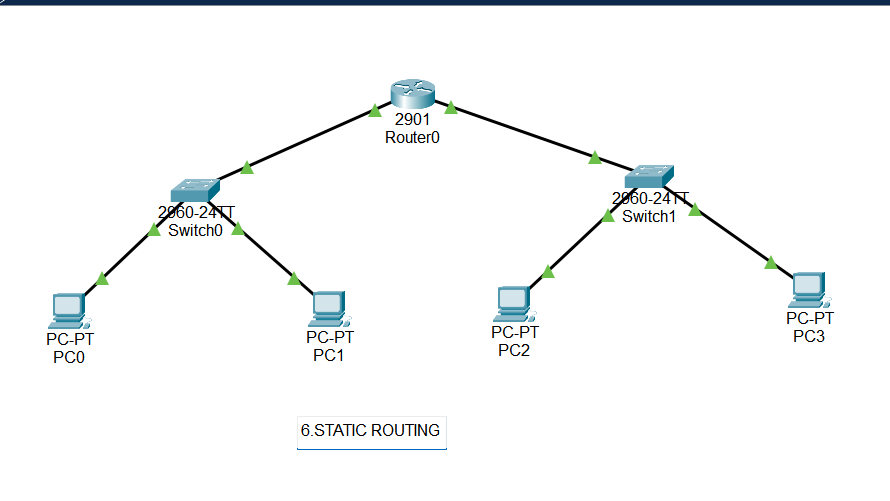 2901
Router0
2960-24TT
Switch0
2960-24TT
Switch1
PC-PT
PC0
PC-PT
PC1
PC-PT
PC2
PC-PT
PC3
6.STATIC ROUTING